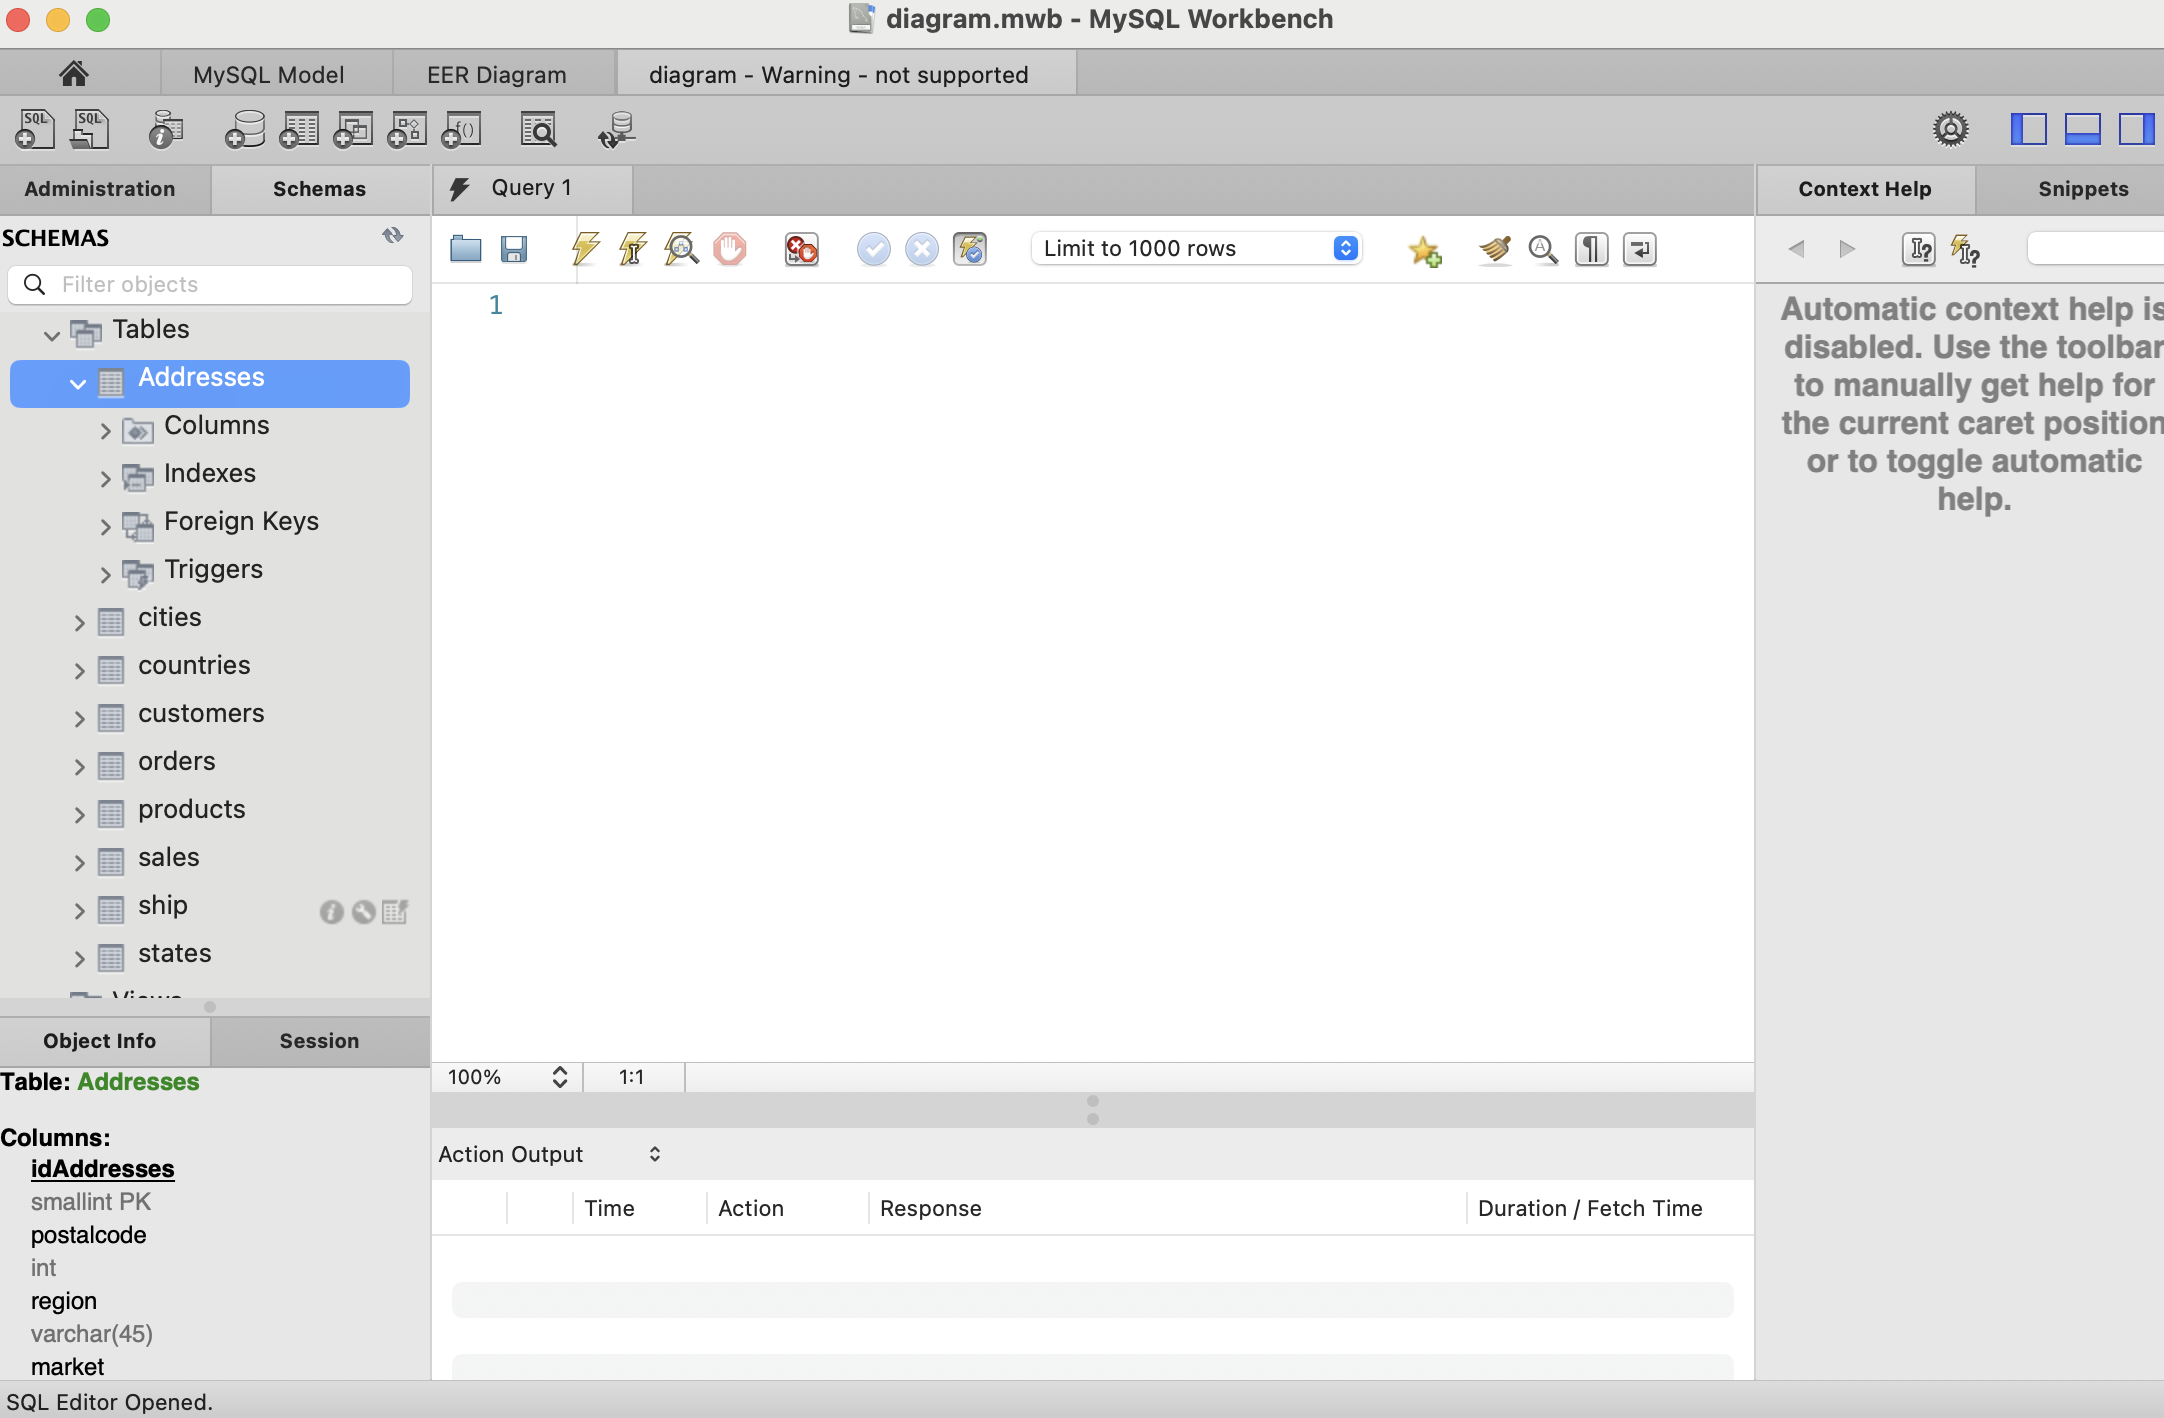 diagram.mwb - MySQL Workbench
MySQL Model
EER Diagram
diagram - Warning - not supported
SQL
SQL
Administration
Schemas
Query 1
Context Help
Snippets
SCHEMAS
Limit to 1000 rows
Filter objects
1
Tables
Addresses
Columns
Indexes
Foreign Keys
Triggers
cities
countries
customers
orders
products
sales
ship
states
Views
Automatic context help is
disabled. Use the toolbar
to manually get help for
the current caret position
or to toggle automatic
help.
Object Info
Session
Table: Addresses
Columns:
idAddresses
smallint PK
postalcode
int
region
varchar(45)
market
100%
1:1
Action Output
Time
Action
Response
Duration / Fetch Time
SQL Editor Opened.